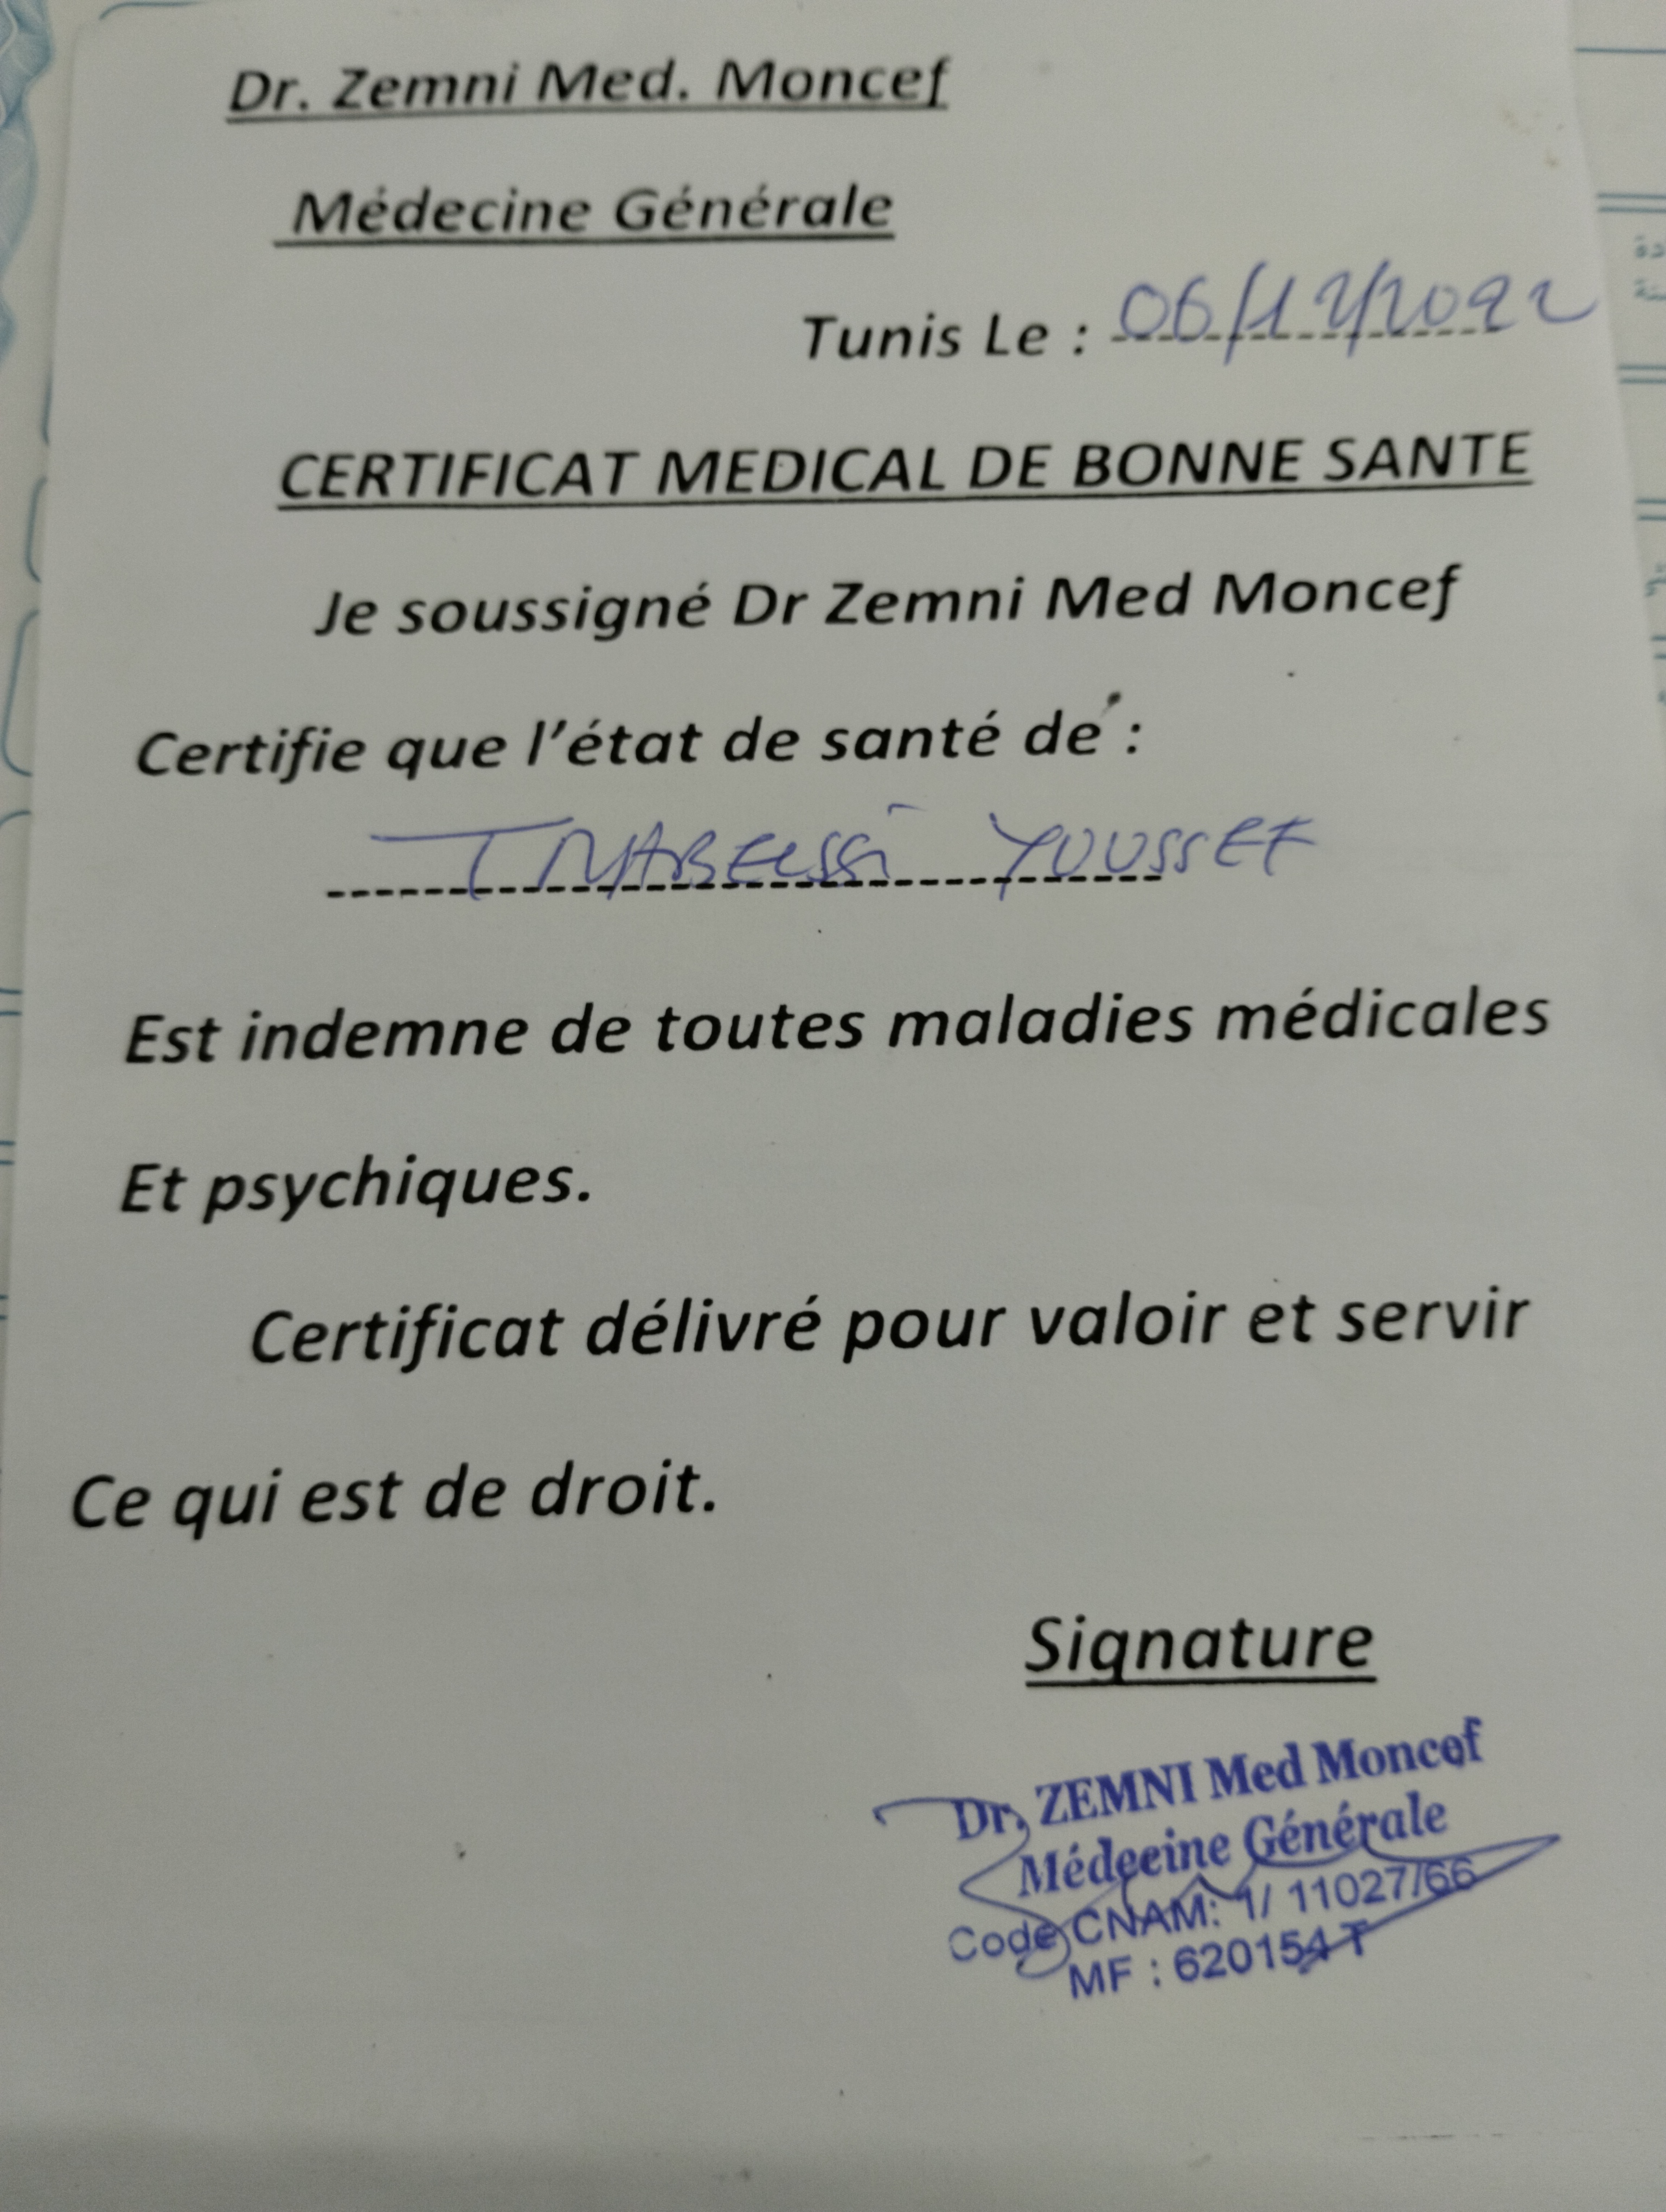 Dr. Zemni Med. Moncef
Médecine Générale
Tunis Le : 06/12/2022
CERTIFICAT MEDICAL DE BONNE SANTE
Je soussigné Dr Zemni Med Moncef
Certifie que l'état de santé de :
YOUSSEF
Est indemne de toutes maladies médicales
Et psychiques.
Certificat délivré pour valoir et servir
Ce qui est de droit.
Signature
Dr. ZEMNI Med Moncef
Médecine Générale
Code CNAM: 1/ 11027/66
MF : 620154 T